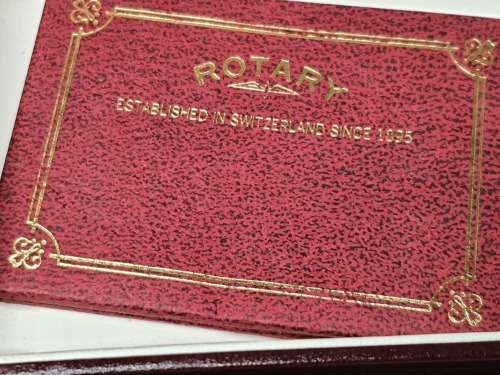 ROTARY
ESTABLISHED IN SWITZERLAND SINCE 1895